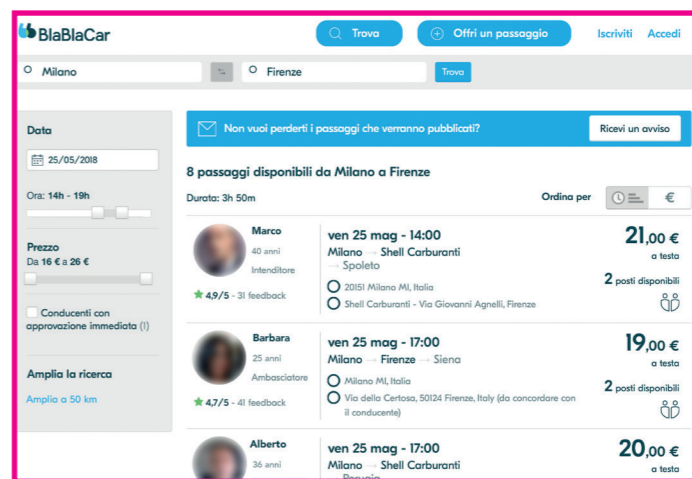 BlaBlaCar
Trova
Offri un passaggio
Iscriviti Accedi
Milano
Firenze
Trova
Data
25/05/2018
Ora: 14h - 19h
Prezzo
Da 16 € a 26 €
Conducenti con
approvazione immediata (1)
Amplia la ricerca
Amplia a 50 km
Non vuoi perderti i passaggi che verranno pubblicati?
Ricevi un avviso
8 passaggi disponibili da Milano a Firenze
Durata: 3h 50m
Ordina per
€
Marco
40 anni
Intenditore
4,9/5 - 31 feedback
ven 25 mag - 14:00
Milano → Shell Carburanti
→ Spoleto
20151 Milano MI, Italia
Shell Carburanti - Via Giovanni Agnelli, Firenze
21,00 €
a testa
2 posti disponibili
Barbara
25 anni
Ambasciatore
4,7/5 - 41 feedback
ven 25 mag - 17:00
Milano → Firenze → Siena
Milano MI, Italia
Via della Certosa, 50124 Firenze, Italy (da concordare con
il conducente)
19,00 €
a testa
2 posti disponibili
Alberto
36 anni
ven 25 mag - 17:00
Milano → Shell Carburanti
→ Perugia
20,00 €
a testa